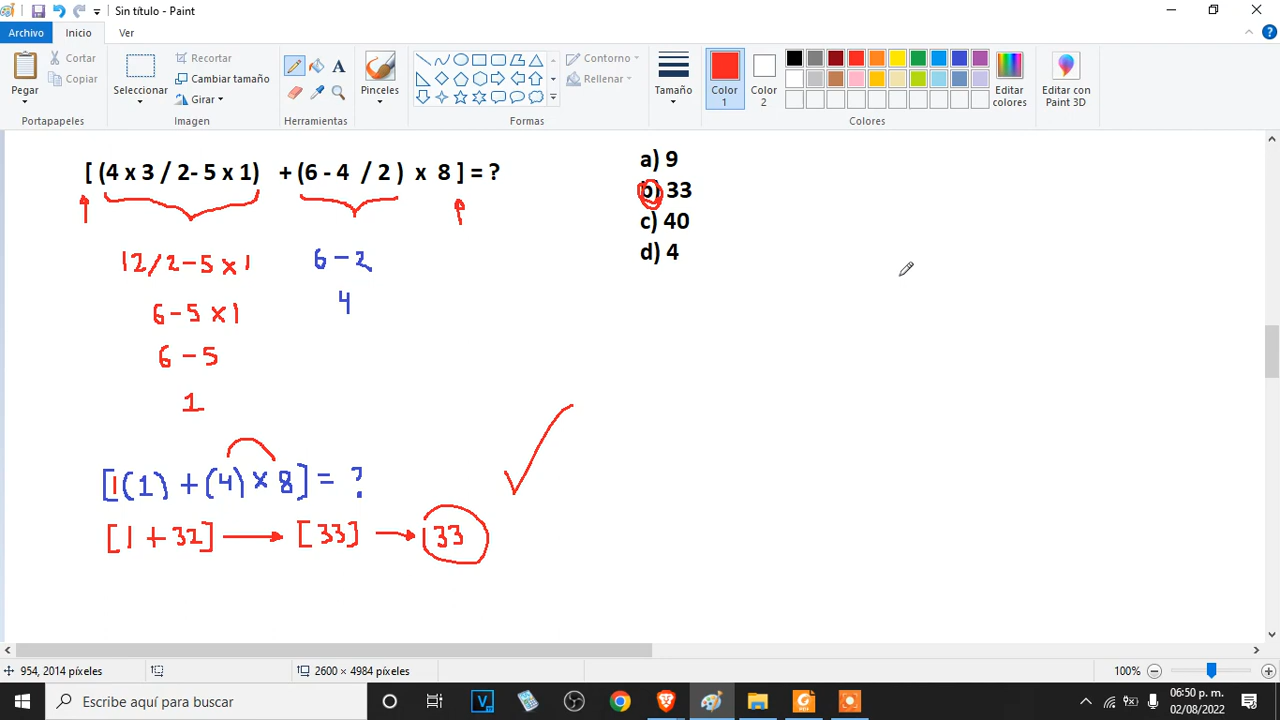 Sin título - Paint
Archivo Inicio Ver
Pegar
Cortar
Copiar
Portapapeles
Seleccionar
Recortar
Cambiar tamaño
Girar
Imagen
A
Herramientas
Pinceles
Contorno
Rellenar
Formas
Tamaño
Color 1
Color 2
Editar colores
Colores
Editar con Paint 3D
[ (4 x 3 / 2- 5 x 1) + (6 - 4 / 2 ) x 8 ] = ?
a) 9
b) 33
c) 40
d) 4
12/2-5x1
6-5x1
6-5
1
6-2
4
[1(1)+(4)x8]= ?
[1+32] → [33] → 33
954, 2014 píxeles
2600 × 4984 píxeles
100%
Escribe aquí para buscar
06:50 p. m.
02/08/2022